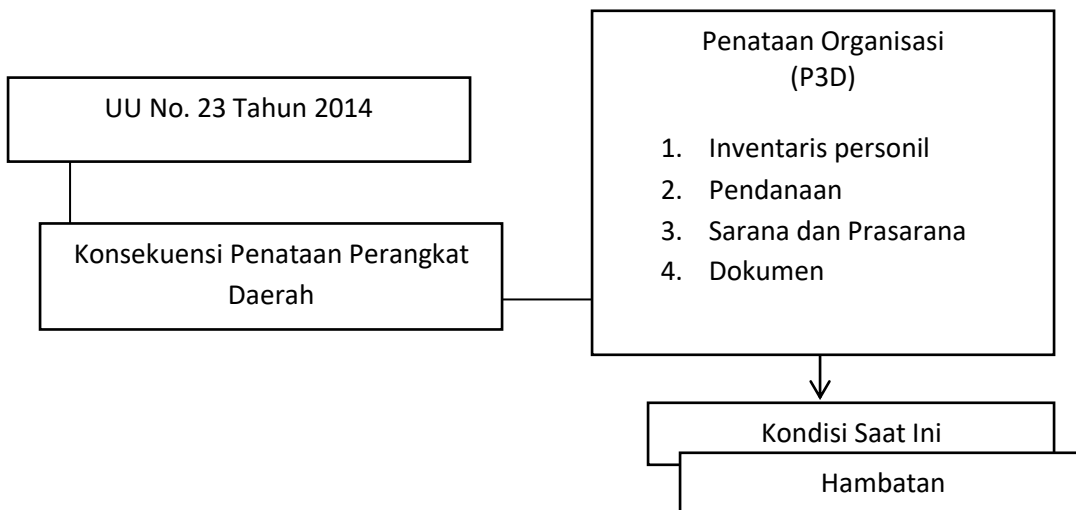 UU No. 23 Tahun 2014
Konsekuensi Penataan Perangkat
Daerah
Penataan Organisasi
(P3D)
1. Inventaris personil
2. Pendanaan
3. Sarana dan Prasarana
4. Dokumen
Kondisi Saat Ini
Hambatan